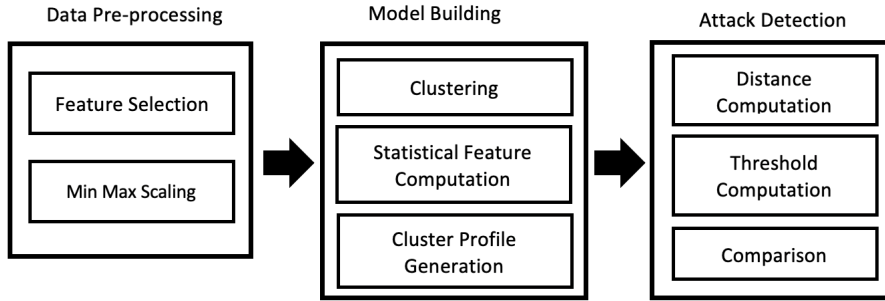 Data Pre-processing
Feature Selection
Min Max Scaling
Model Building
Clustering
Statistical Feature
Computation
Cluster Profile
Generation
Attack Detection
Distance
Computation
Threshold
Computation
Comparison